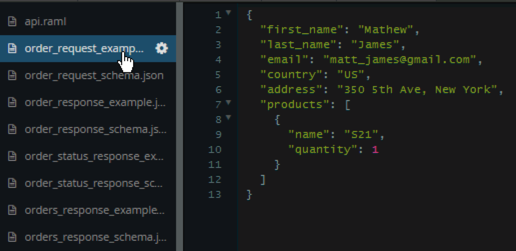 api.raml
order_request_examp...
order_request_schema.json
order_response_example.j...
order_response_schema.js...
order_status_response_ex...
order_status_response_sc...
orders_response_example...
orders_response_schema.j...
1 {
2 "first_name": "Mathew",
3 "last_name": "James",
4 "email": "matt_james@gmail.com",
5 "country": "US",
6 "address": "350 5th Ave, New York",
7 "products": [
8 {
9 "name": "S21",
10 "quantity": 1
11 }
12 ]
13 }